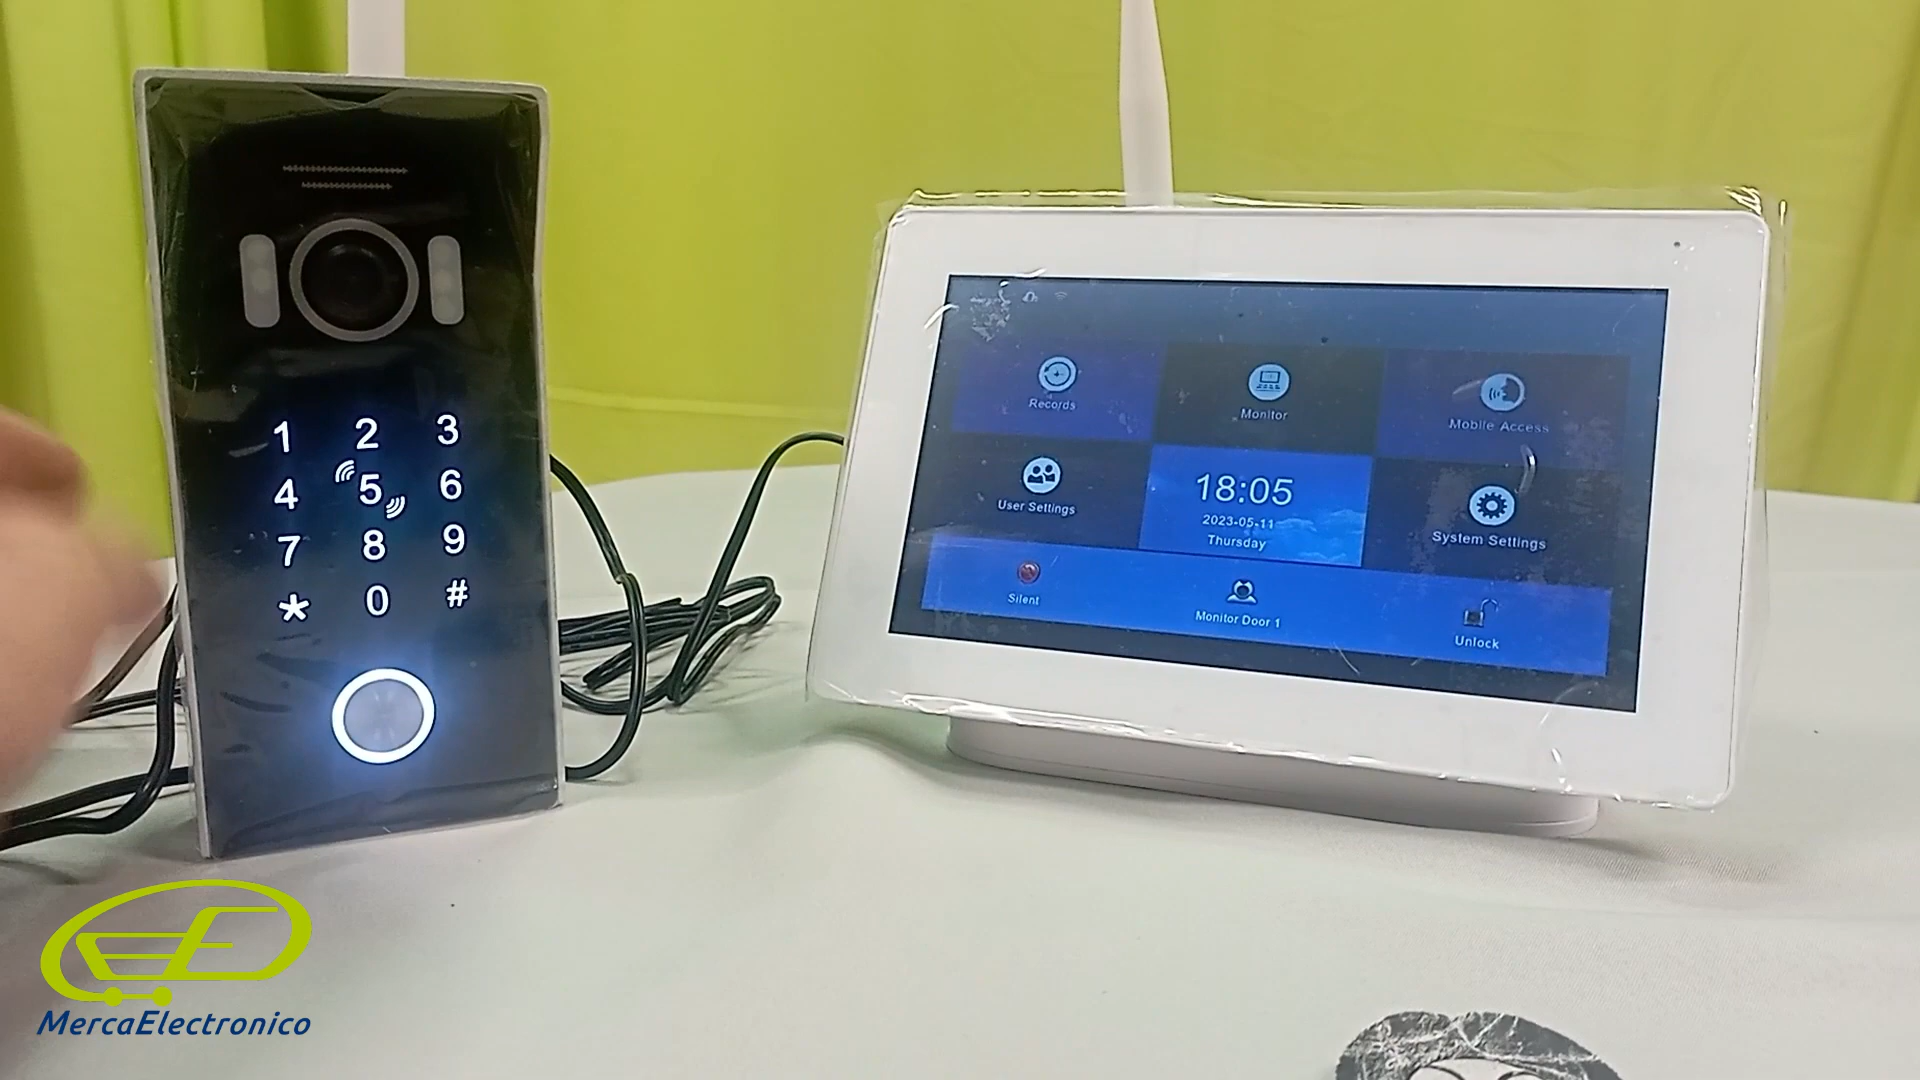 1 2 3
4 5 6
7 8 9
* 0 #
Records
Monitor
Mobile Access
User Settings
18:05
2023-05-11
Thursday
System Settings
Silent
Monitor Door 1
Unlock
MercaElectronico